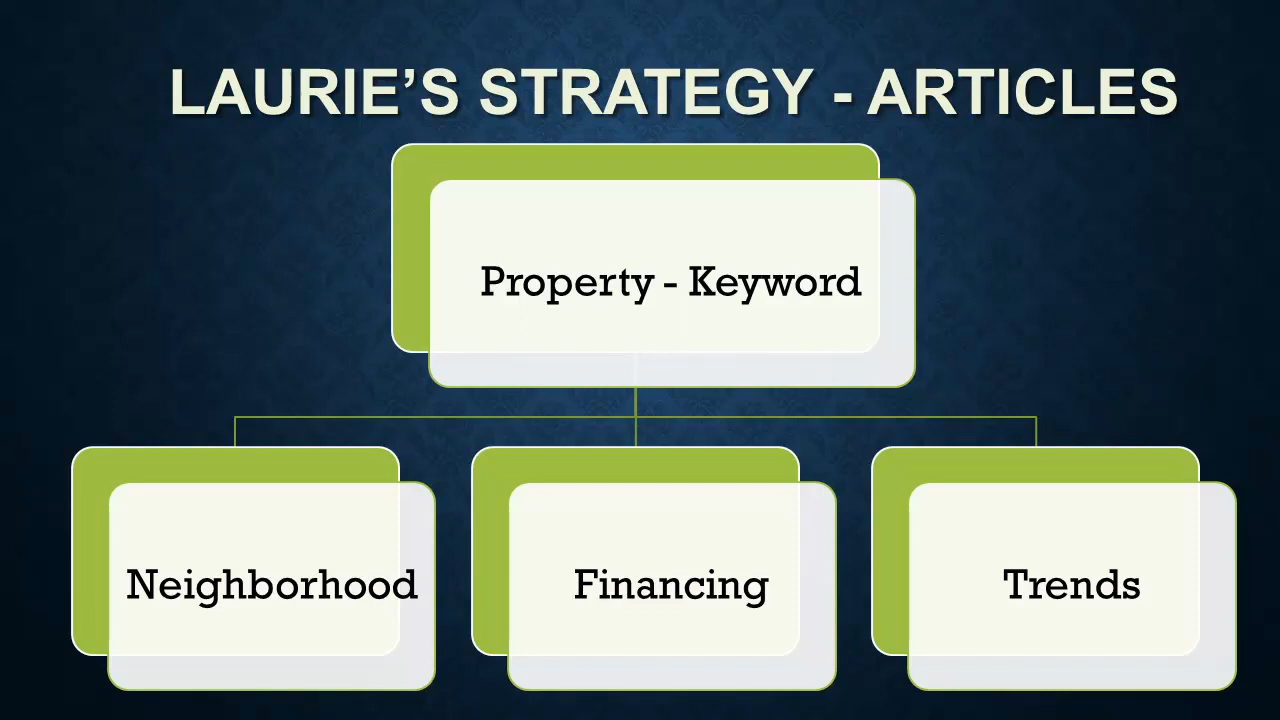 LAURIE’S STRATEGY - ARTICLES
Property - Keyword
Neighborhood
Financing
Trends